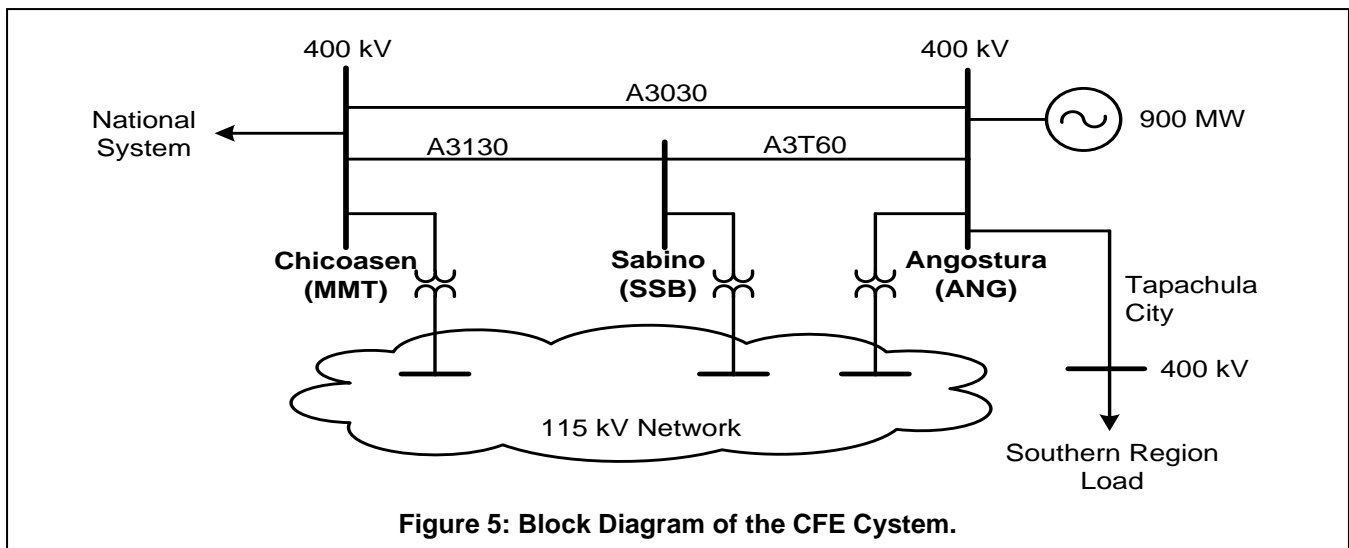 400 kV
400 kV
A3030
National
System
900 MW
A3130
A3T60
Chicoasen
(MMT)
Sabino
(SSB)
Angostura
(ANG)
Tapachula
City
400 kV
115 kV Network
Southern Region
Load
Figure 5: Block Diagram of the CFE Cystem.